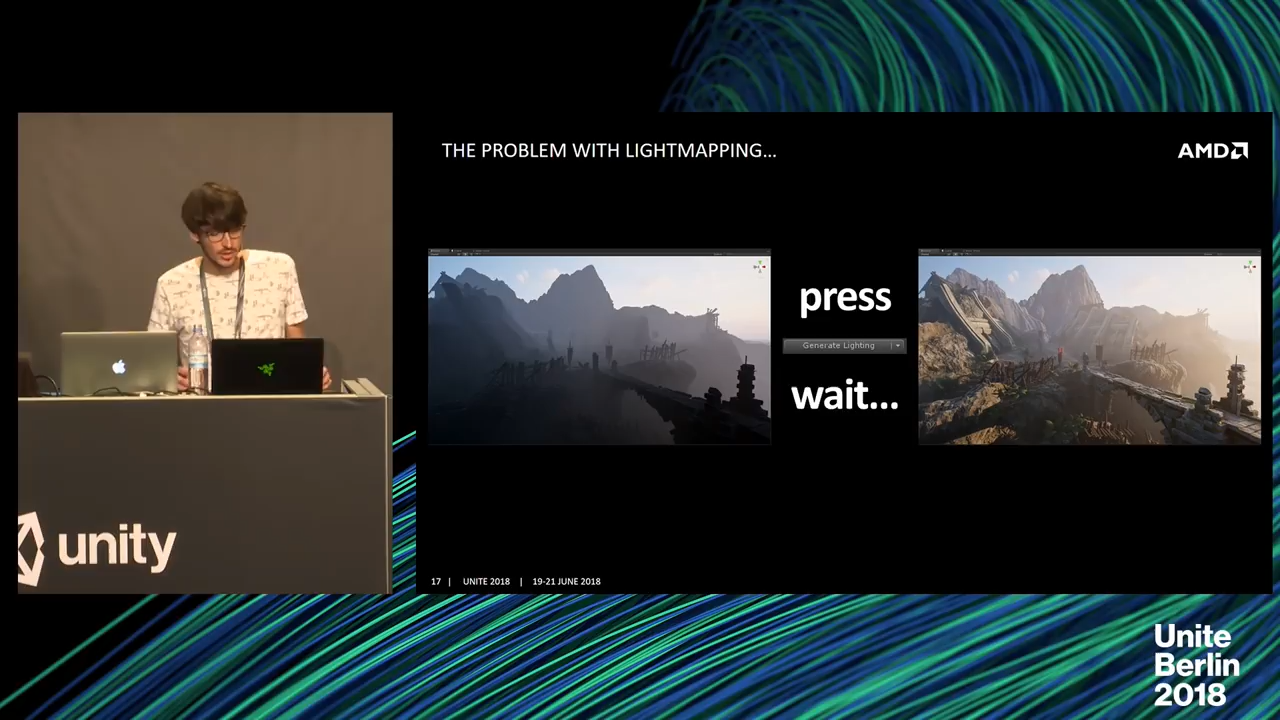 THE PROBLEM WITH LIGHTMAPPING...
AMD
press
Generate Lighting
wait...
unity
17 | UNITE 2018 | 19-21 JUNE 2018
Unite
Berlin
2018